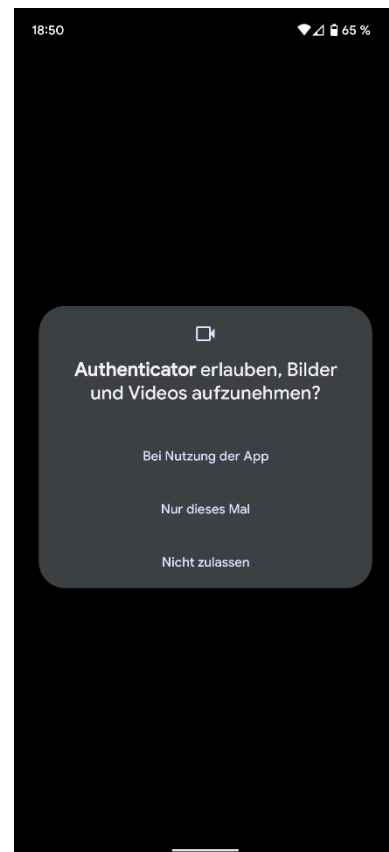 18:50 65 %
Authenticator erlauben, Bilder
und Videos aufzunehmen?
Bei Nutzung der App
Nur dieses Mal
Nicht zulassen